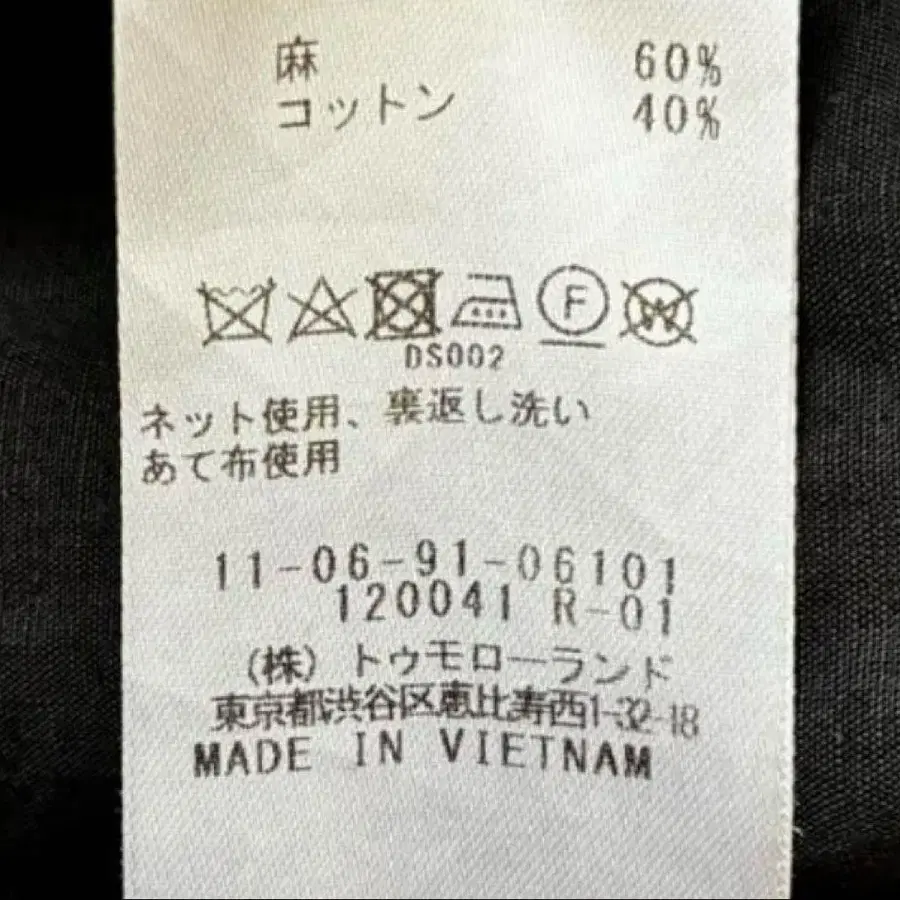 麻 60%
コットン 40%
F W
DS002
ネット使用、裏返し洗い
あて布使用
11-06-91-06101
120041 R-01
(株) トゥモローランド
東京都渋谷区恵比寿西1-32-18
MADE IN VIETNAM